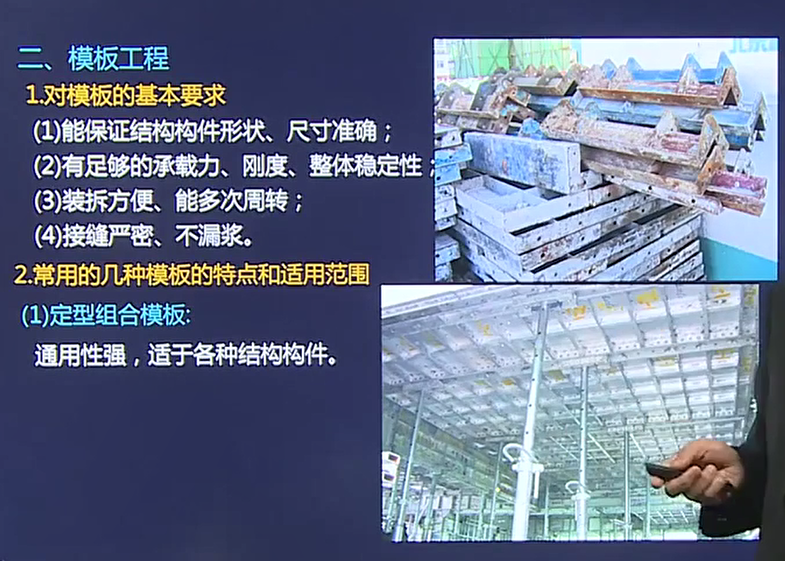 二、模板工程
1.对模板的基本要求
(1)能保证结构构件形状、尺寸准确；
(2)有足够的承载力、刚度、整体稳定性；
(3)装拆方便、能多次周转；
(4)接缝严密、不漏浆。
2.常用的几种模板的特点和适用范围
(1)定型组合模板:
通用性强，适于各种结构构件。